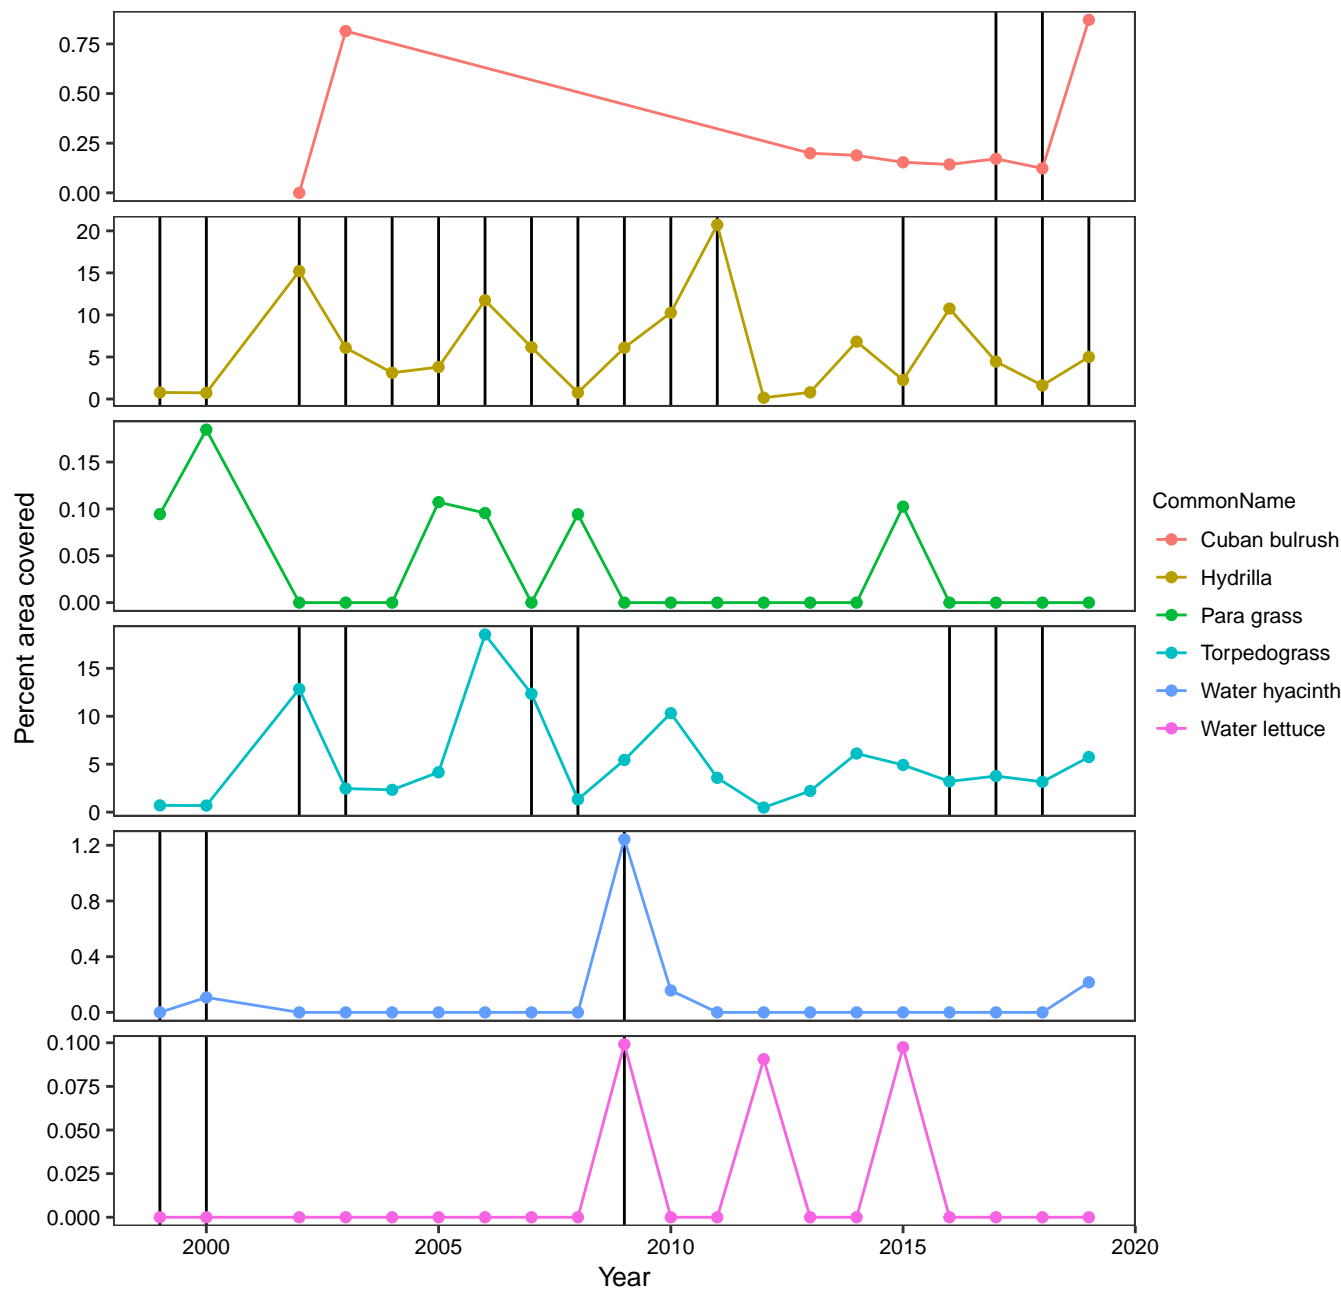 0.75
0.50
0.25
0.00
20
15
10
5
0
0.15
0.10
0.05
0.00
15
10
5
0
1.2
0.8
0.4
0.0
0.100
0.075
0.050
0.025
0.000
2000 2005 2010 2015 2020
Year
Percent area covered
CommonName
Cuban bulrush
Hydrilla
Para grass
Torpedograss
Water hyacinth
Water lettuce